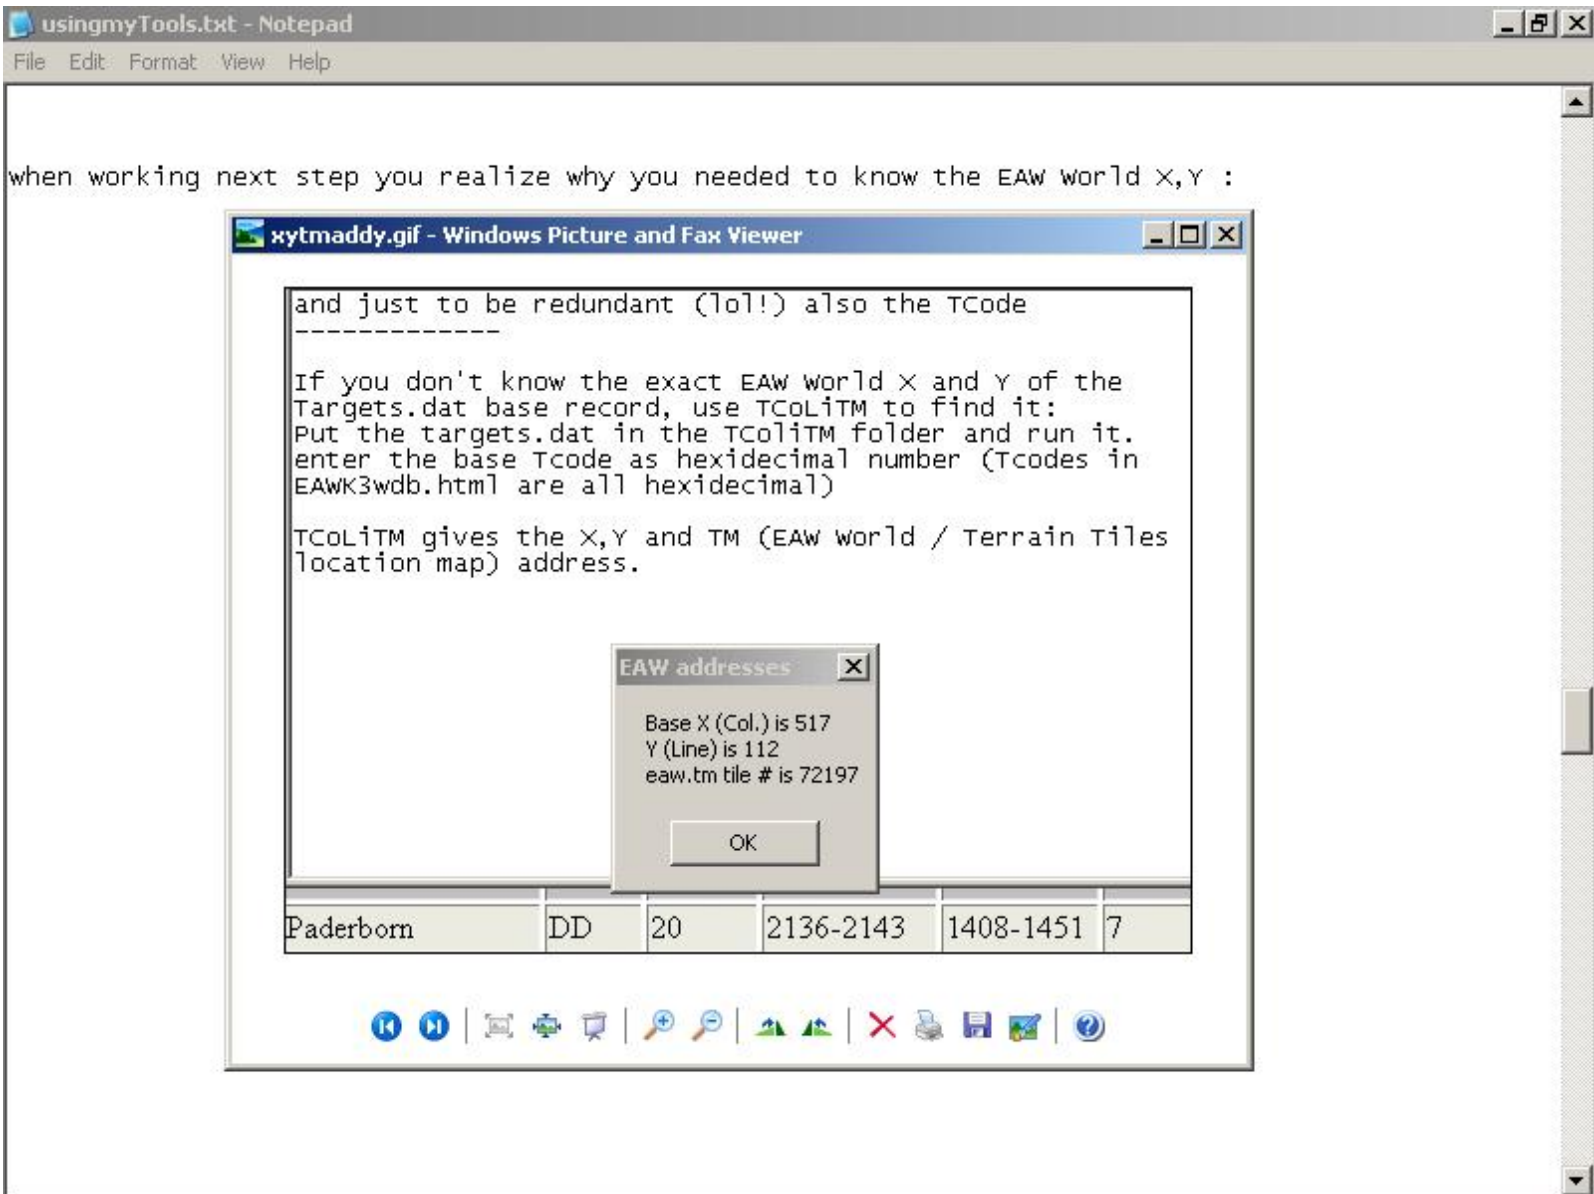 usingmyTools.txt - Notepad
File Edit Format View Help
when working next step you realize why you needed to know the EAW World X,Y :
xytmaddy.gif - Windows Picture and Fax Viewer
and just to be redundant (lol!) also the TCode
-------------
If you don't know the exact EAW World X and Y of the
Targets.dat base record, use TCoLiTM to find it:
Put the targets.dat in the TColiTM folder and run it.
enter the base Tcode as hexidecimal number (Tcodes in
EAWK3wdb.html are all hexidecimal)
TCoLiTM gives the X,Y and TM (EAW World / Terrain Tiles
location map) address.
EAW addresses
Base X (Col.) is 517
Y (Line) is 112
eaw.tm tile # is 72197
OK
Paderborn DD 20 2136-2143 1408-1451 7